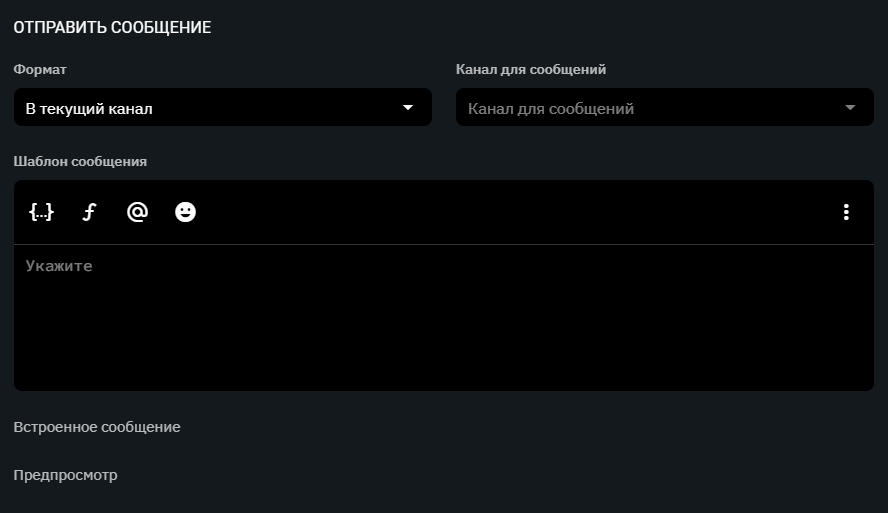 ОТПРАВИТЬ СООБЩЕНИЕ
Формат
Канал для сообщений
В текущий канал
Канал для сообщений
Шаблон сообщения
{...} ƒ @
Укажите
Встроенное сообщение
Предпросмотр